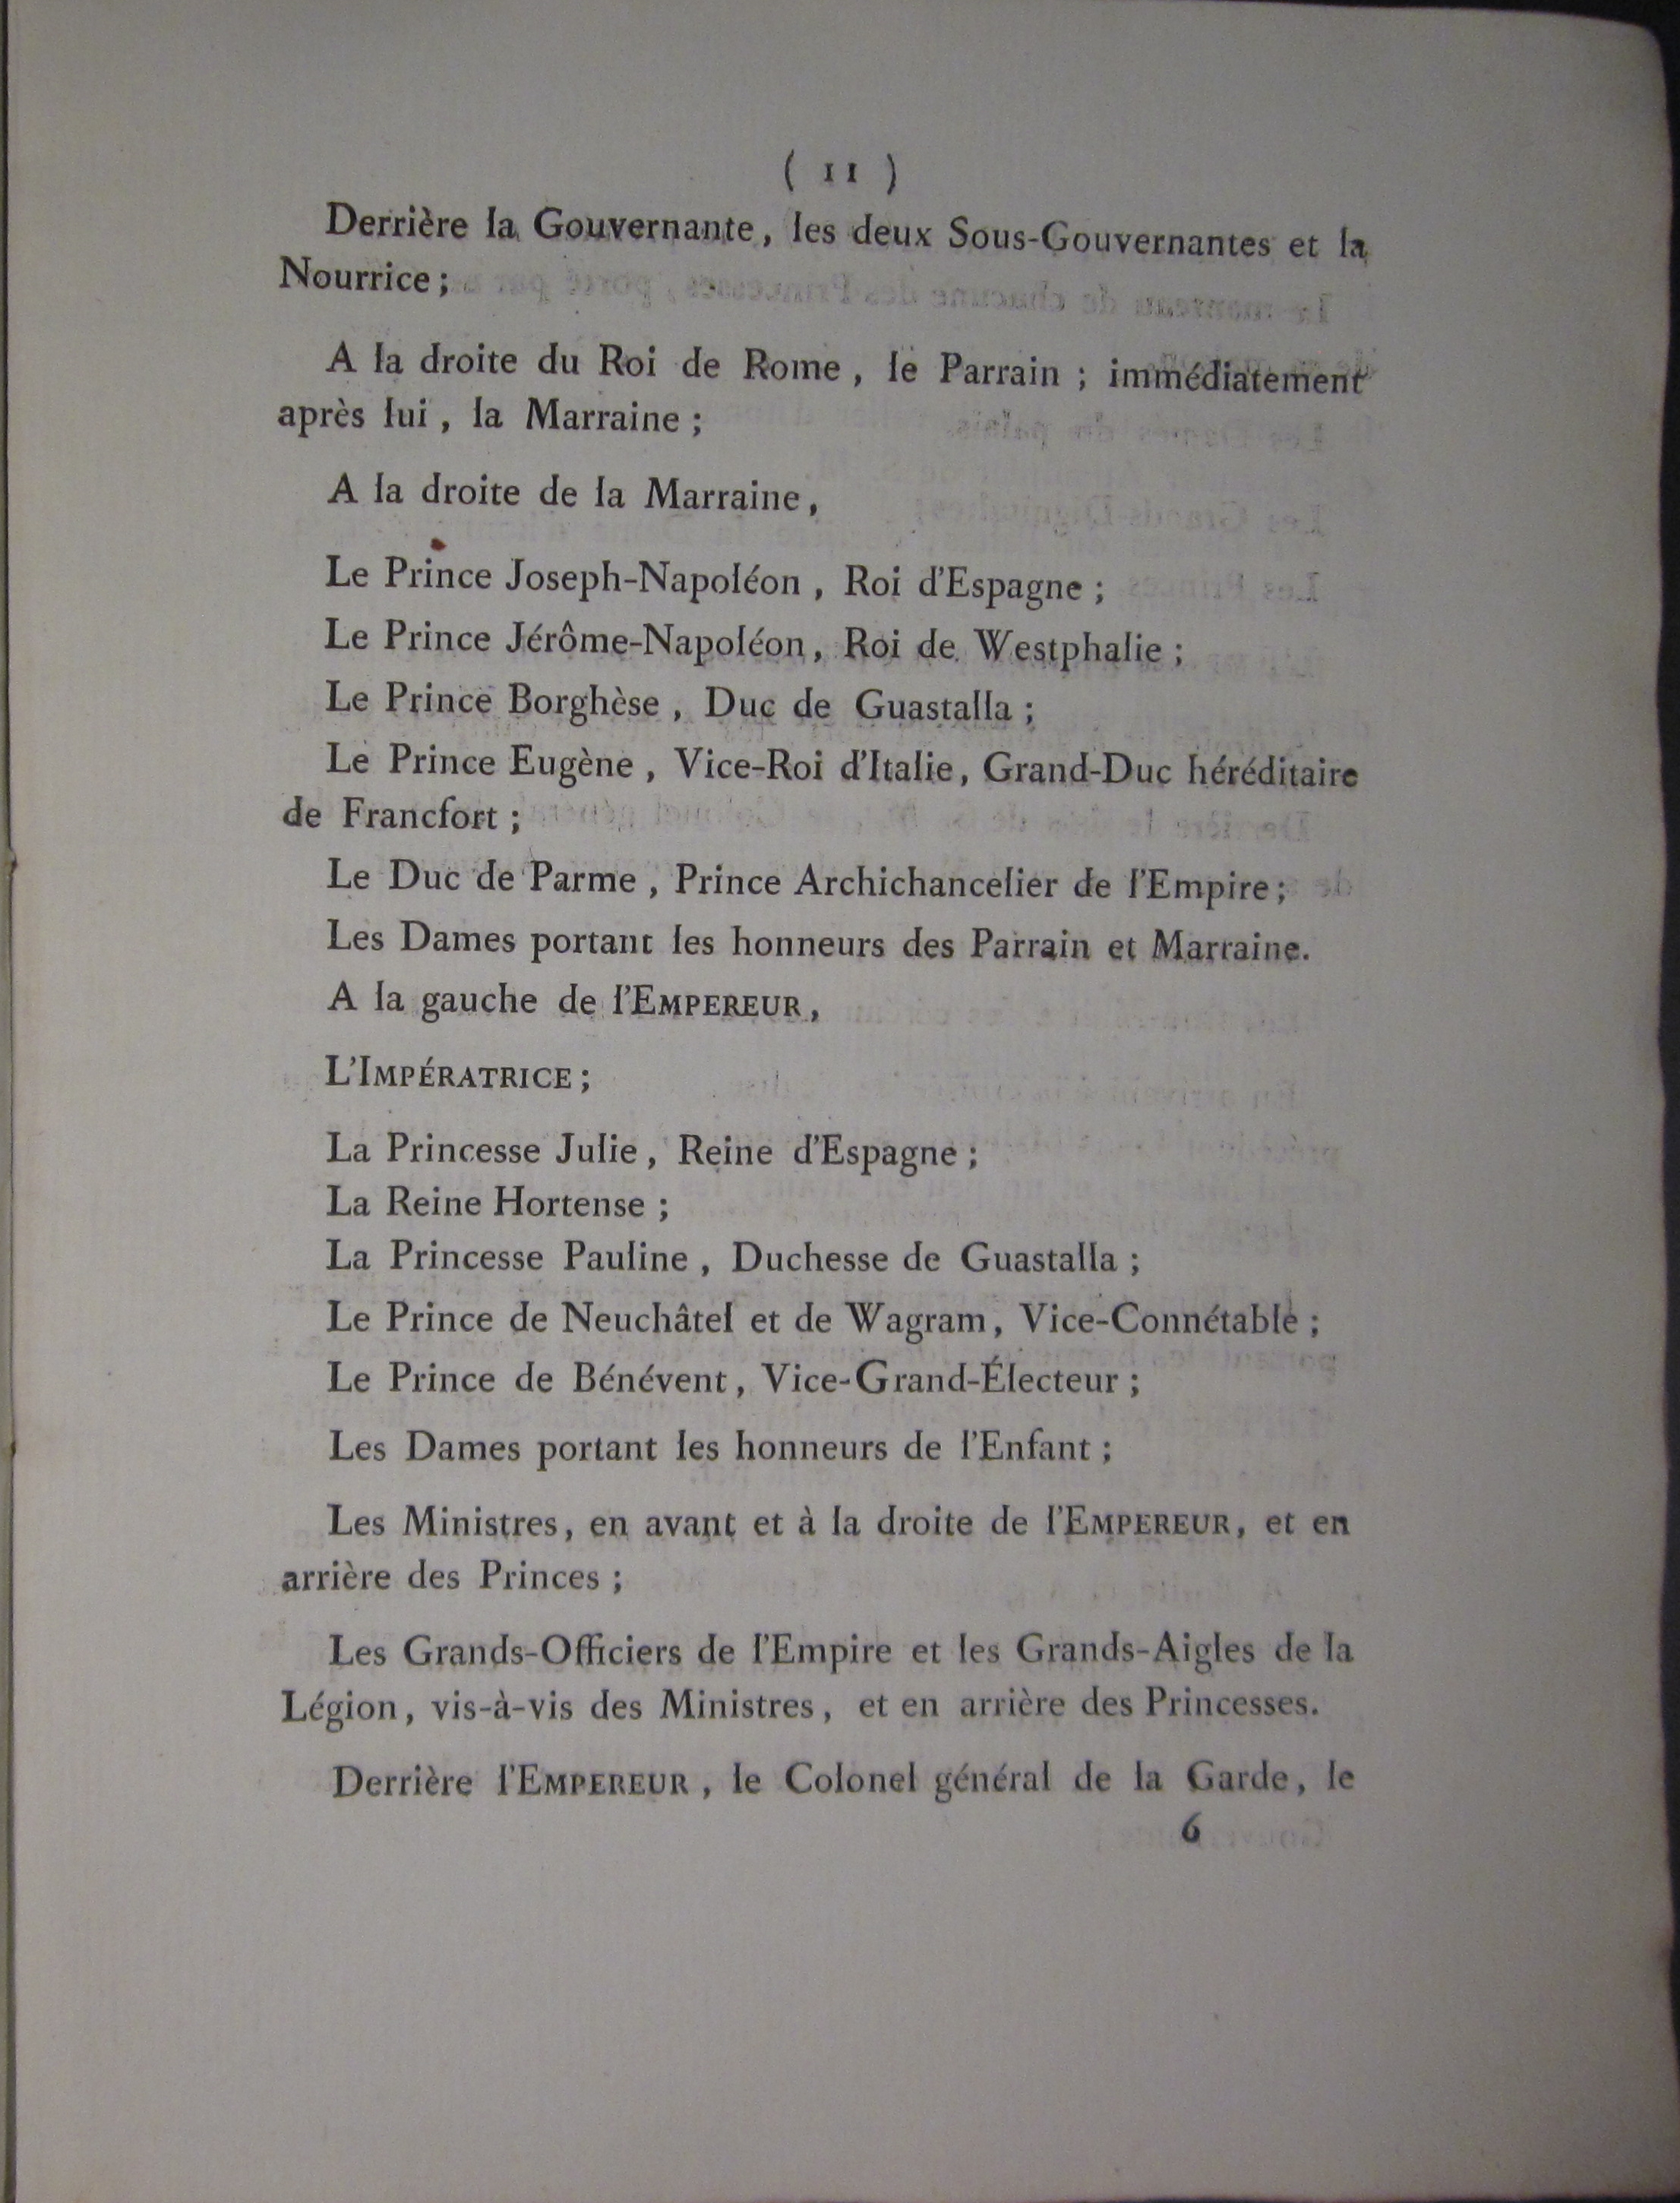 ( 11 )
Derrière la Gouvernante, les deux Sous-Gouvernantes et la
Nourrice ;
A la droite du Roi de Rome , le Parrain ; immédiatement
après lui , la Marraine ;
A la droite de la Marraine,
Le Prince Joseph-Napoléon , Roi d'Espagne ;
Le Prince Jérôme-Napoléon, Roi de Westphalie ;
Le Prince Borghèse , Duc de Guastalla ;
Le Prince Eugène , Vice-Roi d'Italie, Grand-Duc héréditaire
de Francfort ;
Le Duc de Parme , Prince Archichancelier de l'Empire ;
Les Dames portant les honneurs des Parrain et Marraine.
A la gauche de l'EMPEREUR,
L'IMPÉRATRICE ;
La Princesse Julie, Reine d'Espagne ;
La Reine Hortense ;
La Princesse Pauline , Duchesse de Guastalla ;
Le Prince de Neuchâtel et de Wagram, Vice-Connétable ;
Le Prince de Bénévent, Vice-Grand-Électeur ;
Les Dames portant les honneurs de l'Enfant ;
Les Ministres, en avant et à la droite de l'EMPEREUR, et en
arrière des Princes ;
Les Grands-Officiers de l'Empire et les Grands-Aigles de la
Légion, vis-à-vis des Ministres, et en arrière des Princesses.
Derrière l'EMPEREUR , le Colonel général de la Garde, le
6